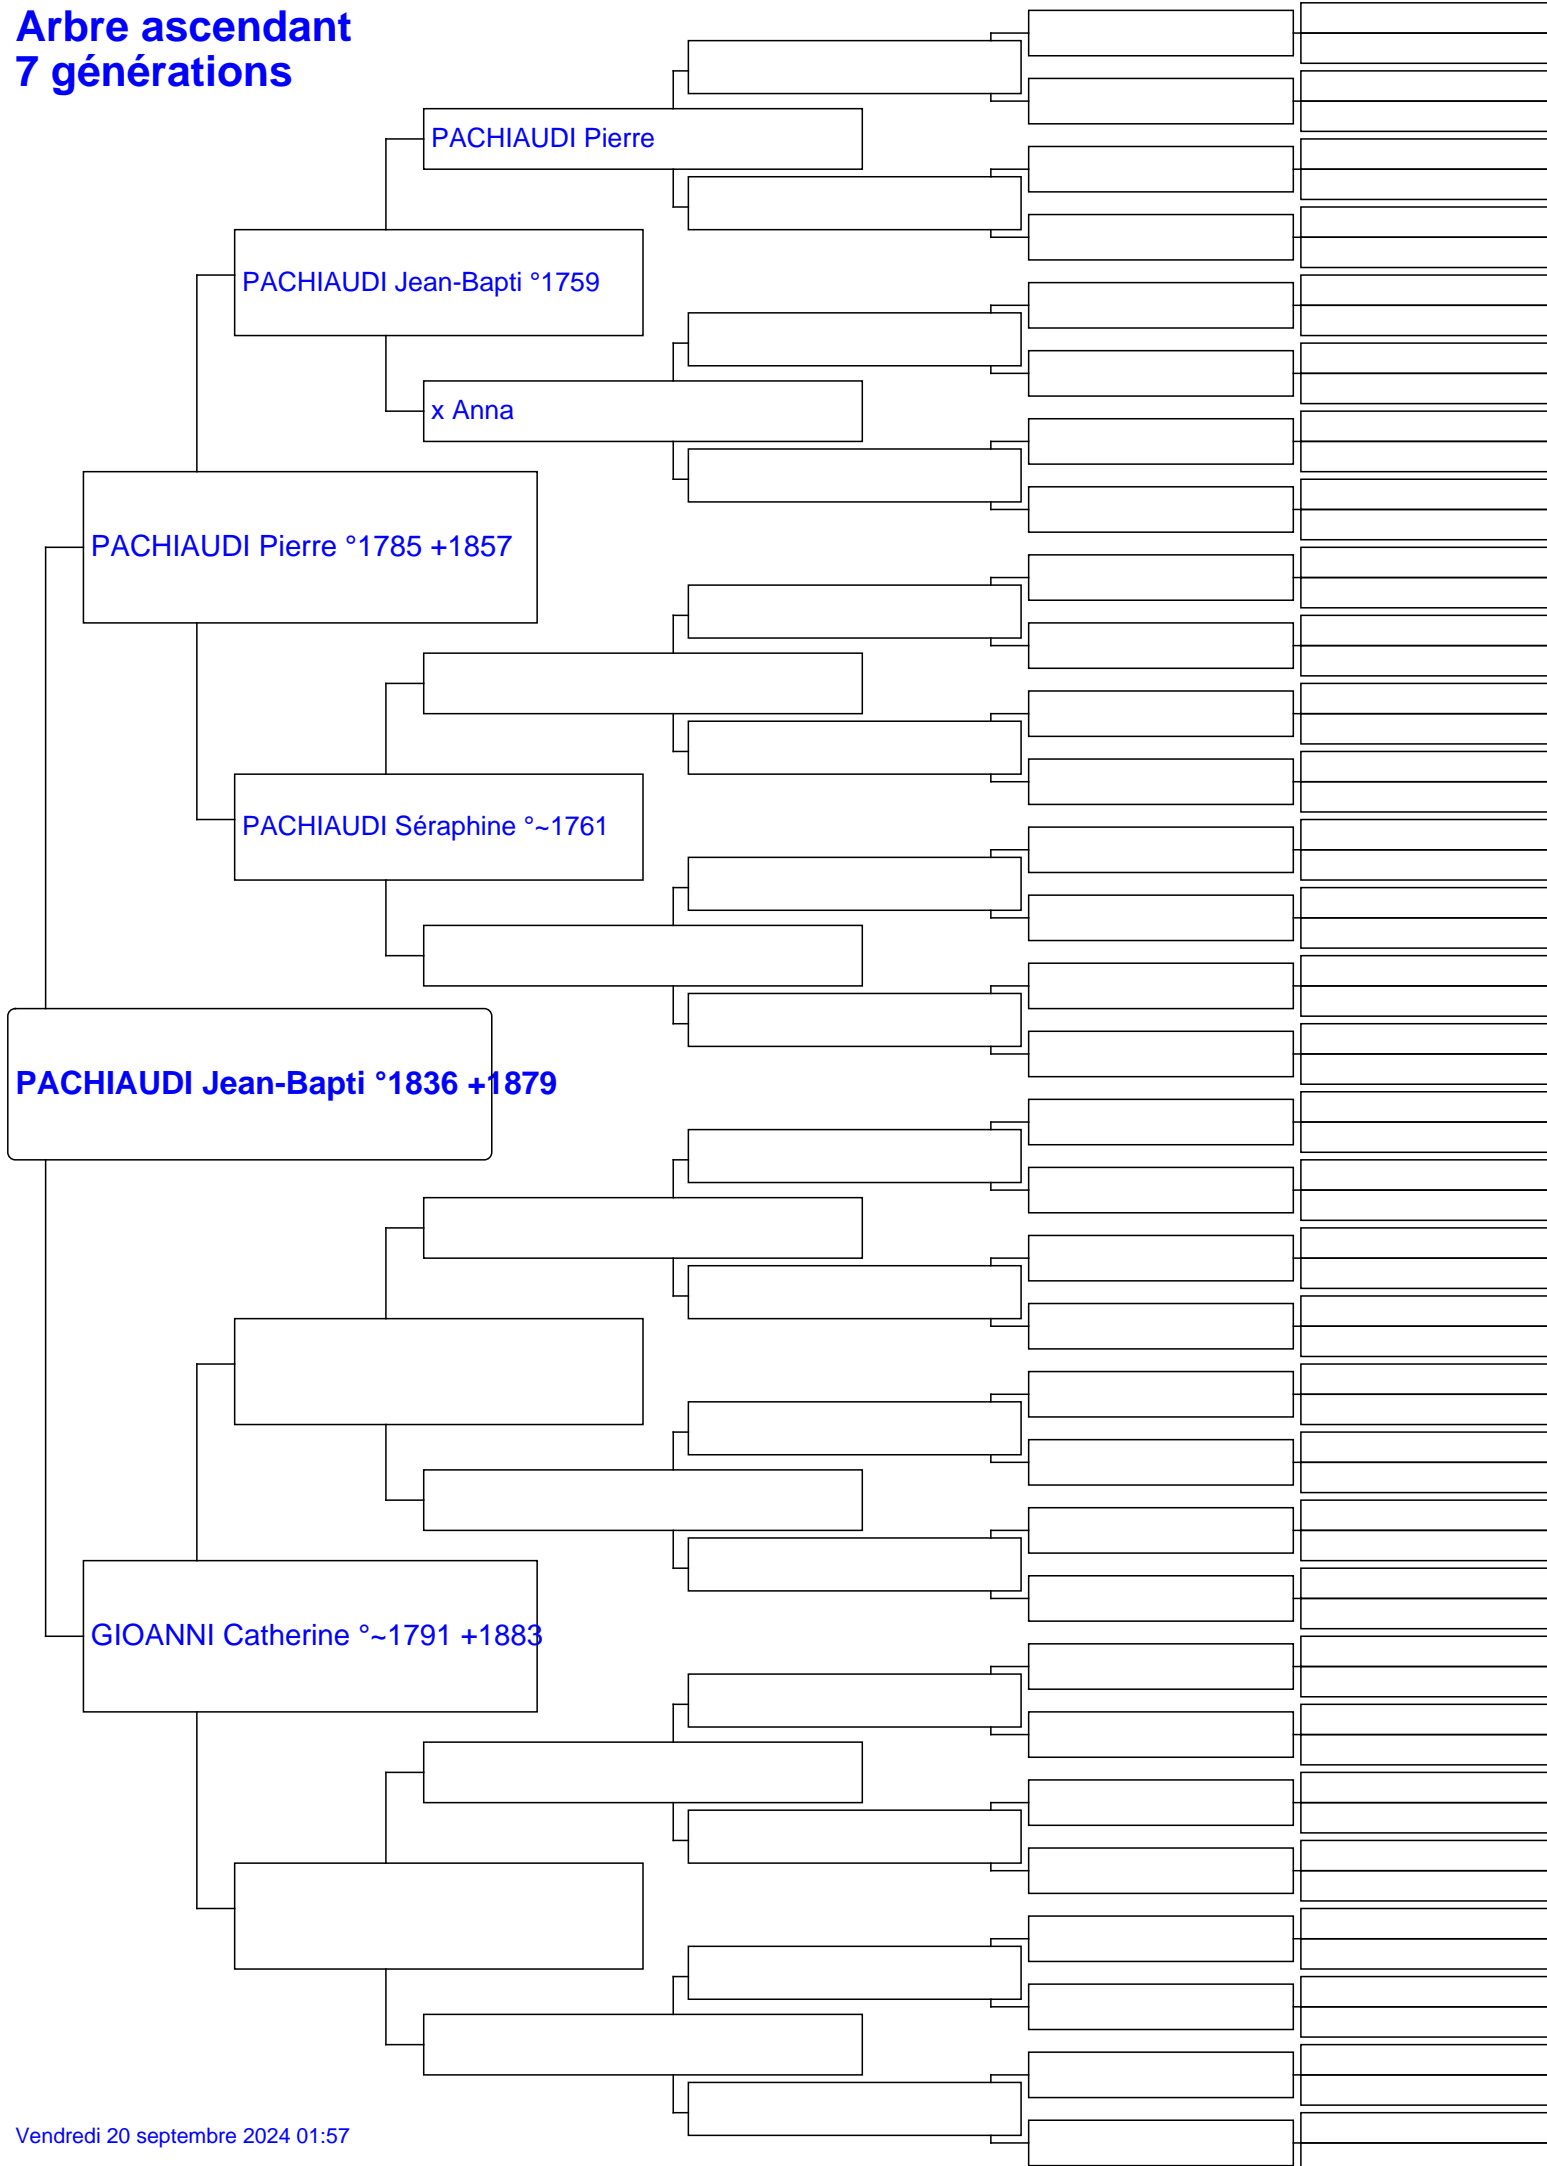 Arbre ascendant
7 générations
PACHIAUDI Pierre
PACHIAUDI Jean-Bapti °1759
x Anna
PACHIAUDI Pierre °1785 +1857
PACHIAUDI Séraphine °~1761
PACHIAUDI Jean-Bapti °1836 +1879
GIOANNI Catherine °~1791 +1883
Vendredi 20 septembre 2024 01:57